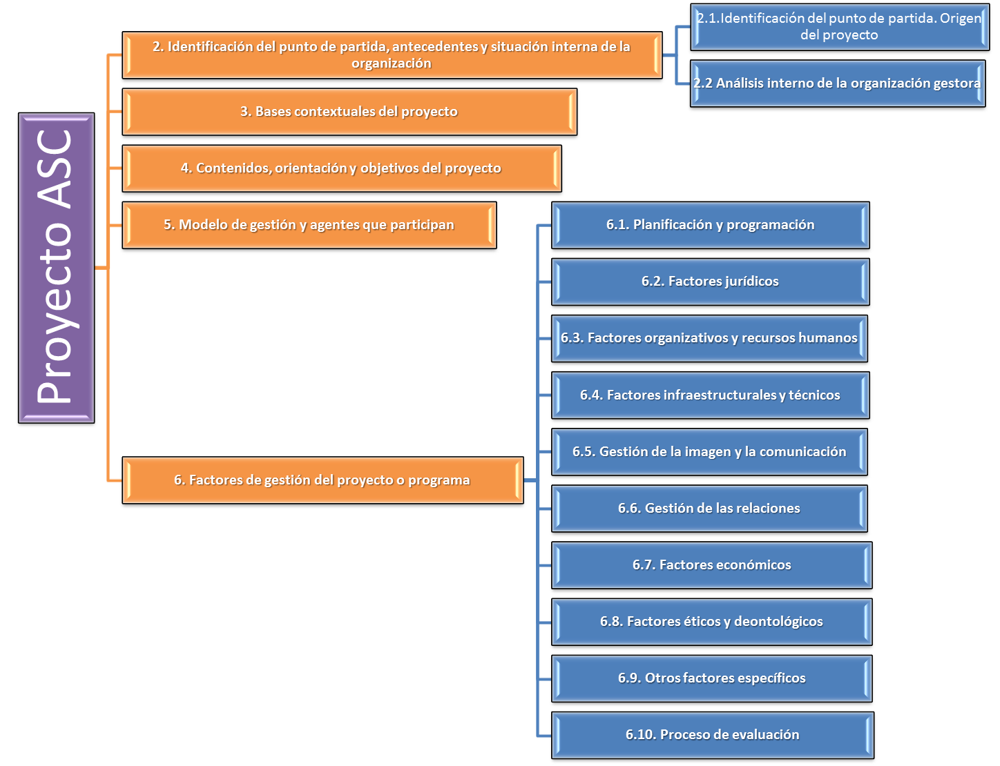 Proyecto ASC
2. Identificación del punto de partida, antecedentes y situación interna de la
organización
2.1.Identificación del punto de partida. Origen
del proyecto
2.2 Análisis interno de la organización gestora
3. Bases contextuales del proyecto
4. Contenidos, orientación y objetivos del proyecto
5. Modelo de gestión y agentes que participan
6. Factores de gestión del proyecto o programa
6.1. Planificación y programación
6.2. Factores jurídicos
6.3. Factores organizativos y recursos humanos
6.4. Factores infraestructurales y técnicos
6.5. Gestión de la imagen y la comunicación
6.6. Gestión de las relaciones
6.7. Factores económicos
6.8. Factores éticos y deontológicos
6.9. Otros factores específicos
6.10. Proceso de evaluación